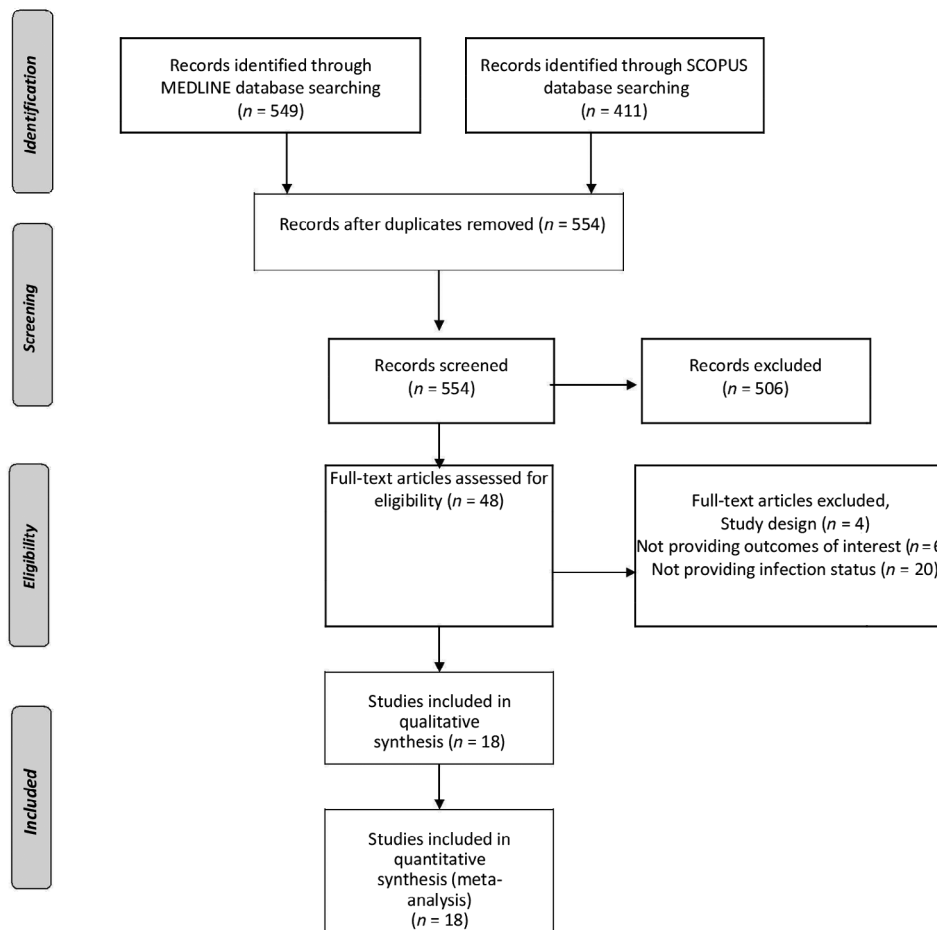 Identification
Records identified through
MEDLINE database searching
(n = 549)
Records identified through SCOPUS
database searching
(n = 411)
Records after duplicates removed (n = 554)
Screening
Records screened
(n = 554)
Records excluded
(n = 506)
Eligibility
Full-text articles assessed for
eligibility (n = 48)
Full-text articles excluded,
Study design (n = 4)
Not providing outcomes of interest (n = 6
Not providing infection status (n = 20)
Included
Studies included in
qualitative
synthesis (n = 18)
Studies included in
quantitative
synthesis (meta-
analysis)
(n = 18)